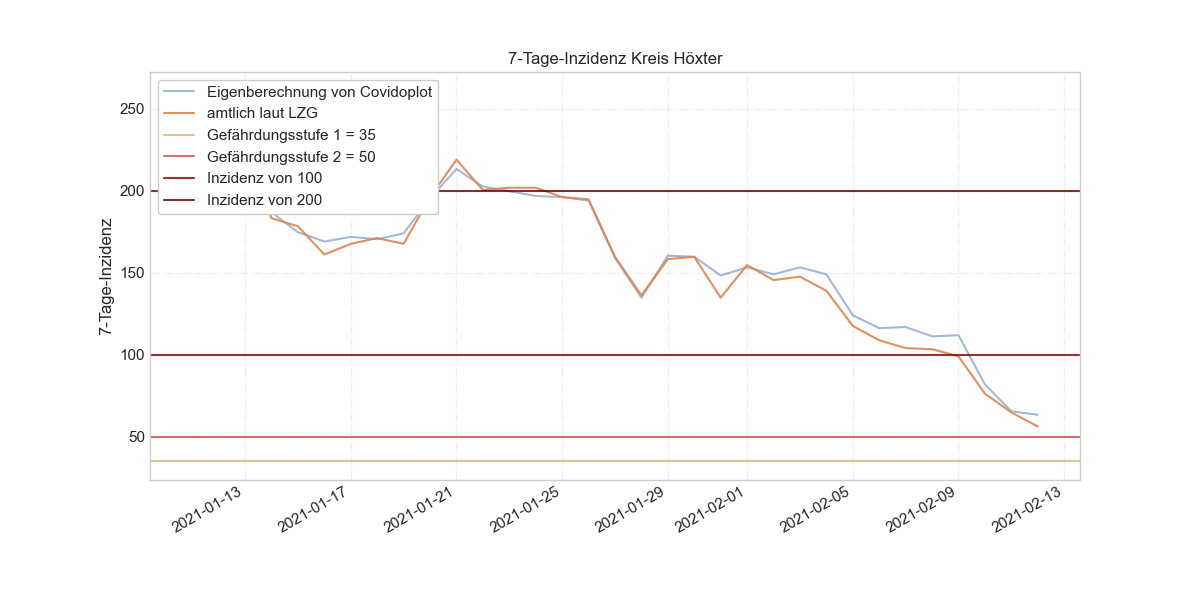 7-Tage-Inzidenz Kreis Höxter
Eigenberechnung von Covidoplot
amtlich laut LZG
Gefährdungsstufe 1 = 35
Gefährdungsstufe 2 = 50
Inzidenz von 100
Inzidenz von 200
7-Tage-Inzidenz
250
200
150
100
50
2021-01-13
2021-01-17
2021-01-21
2021-01-25
2021-01-29
2021-02-01
2021-02-05
2021-02-09
2021-02-13